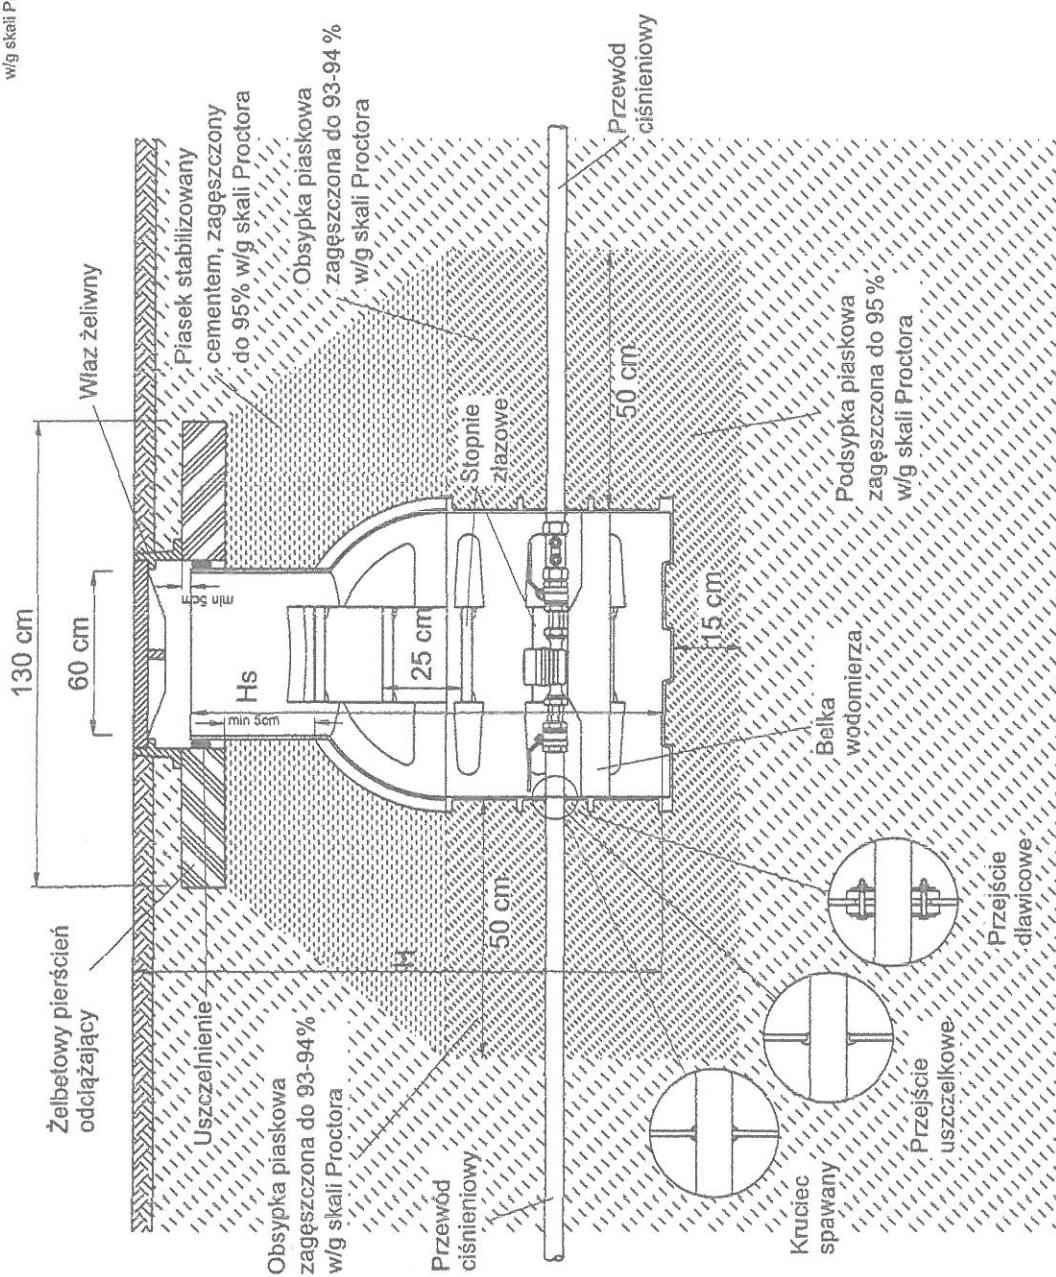 w/g skali P
130 cm
60 cm
Właz żeliwny
Piasek stabilizowany
cementem, zagęszczony
do 95% w/g skali Proctora
Obsypka piaskowa
zagęszczona do 93-94 %
w/g skali Proctora
Przewód
ciśnieniowy
Żelbetowy pierścień
odciążający
Uszczelnienie
min 5cm
Hs
min 5cm
25 cm
Stopnie
złazowe
50 cm
H
50 cm
15 cm
Obsypka piaskowa
zagęszczona do 93-94%
w/g skali Proctora
Przewód
ciśnieniowy
Belka
wodomierza
Podsypka piaskowa
zagęszczona do 95%
w/g skali Proctora
Kruciec
spawany
Przejście
uszczelkowe
Przejście
dławicowe